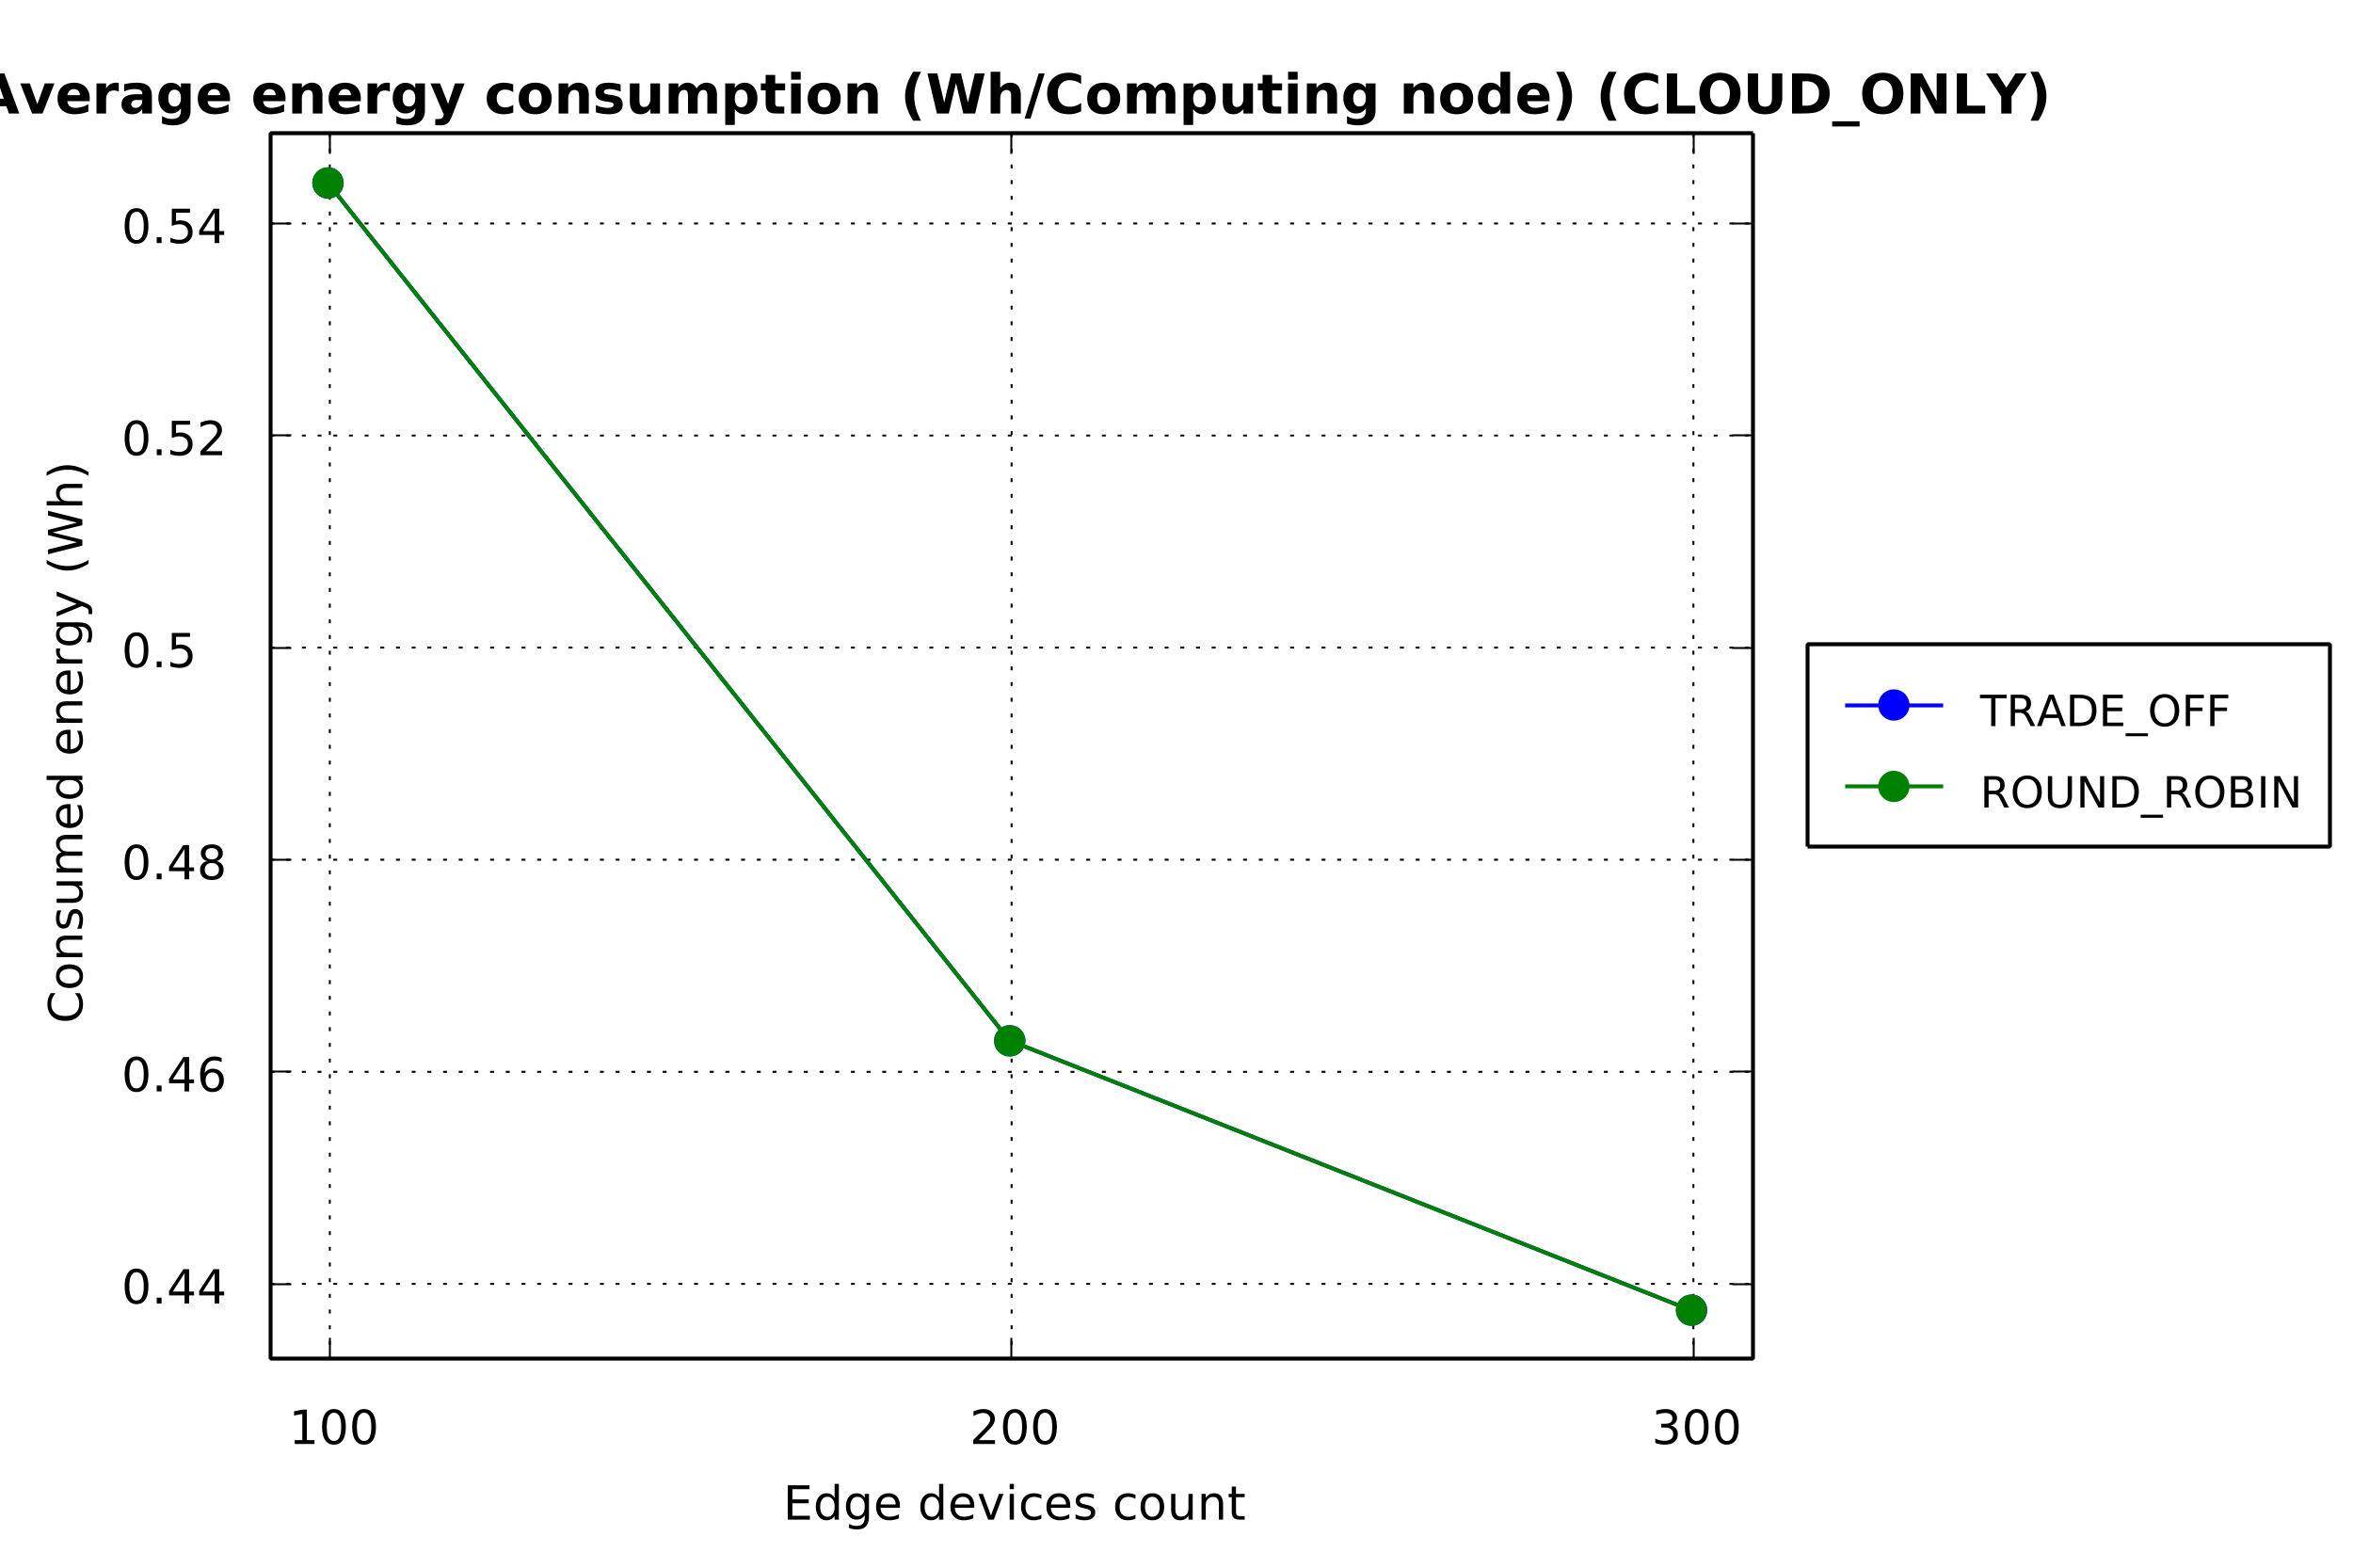 Average energy consumption (Wh/Computing node) (CLOUD_ONLY)
0.54
0.52
0.5
0.48
0.46
0.44
Consumed energy (Wh)
100 200 300
Edge devices count
TRADE_OFF
ROUND_ROBIN